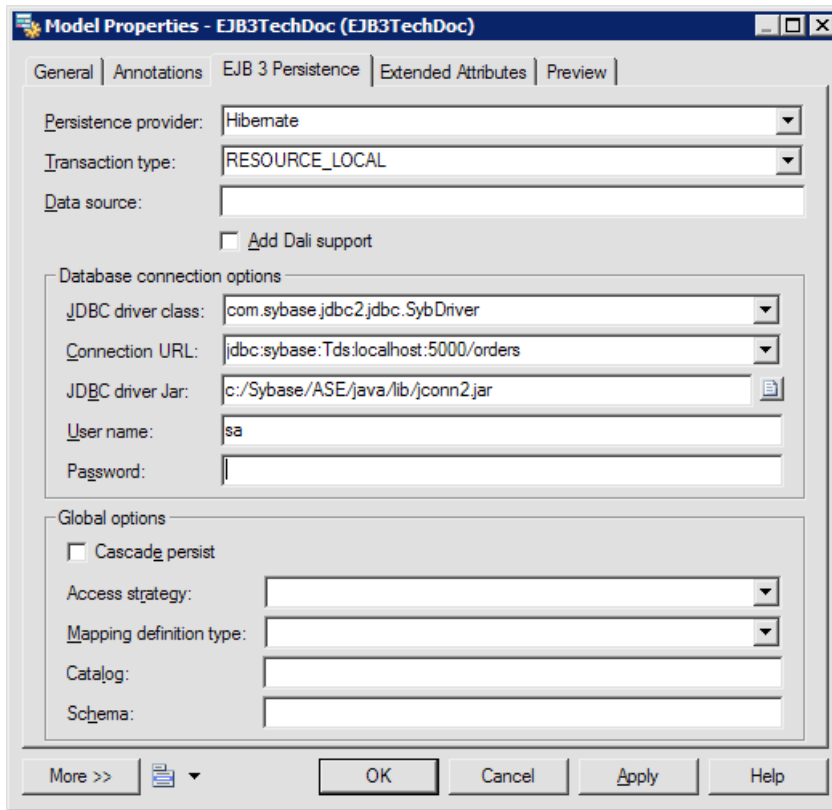 Model Properties - EJB3TechDoc (EJB3TechDoc)
General Annotations EJB 3 Persistence Extended Attributes Preview
Persistence provider: Hibernate
Transaction type: RESOURCE_LOCAL
Data source:
Add Dali support
Database connection options
JDBC driver class: com.sybase.jdbc2.jdbc.SybDriver
Connection URL: jdbc:sybase:Tds:localhost:5000/orders
JDBC driver Jar: c:/Sybase/ASE/java/lib/jconn2.jar
User name: sa
Password:
Global options
Cascade persist
Access strategy:
Mapping definition type:
Catalog:
Schema:
More >> OK Cancel Apply Help